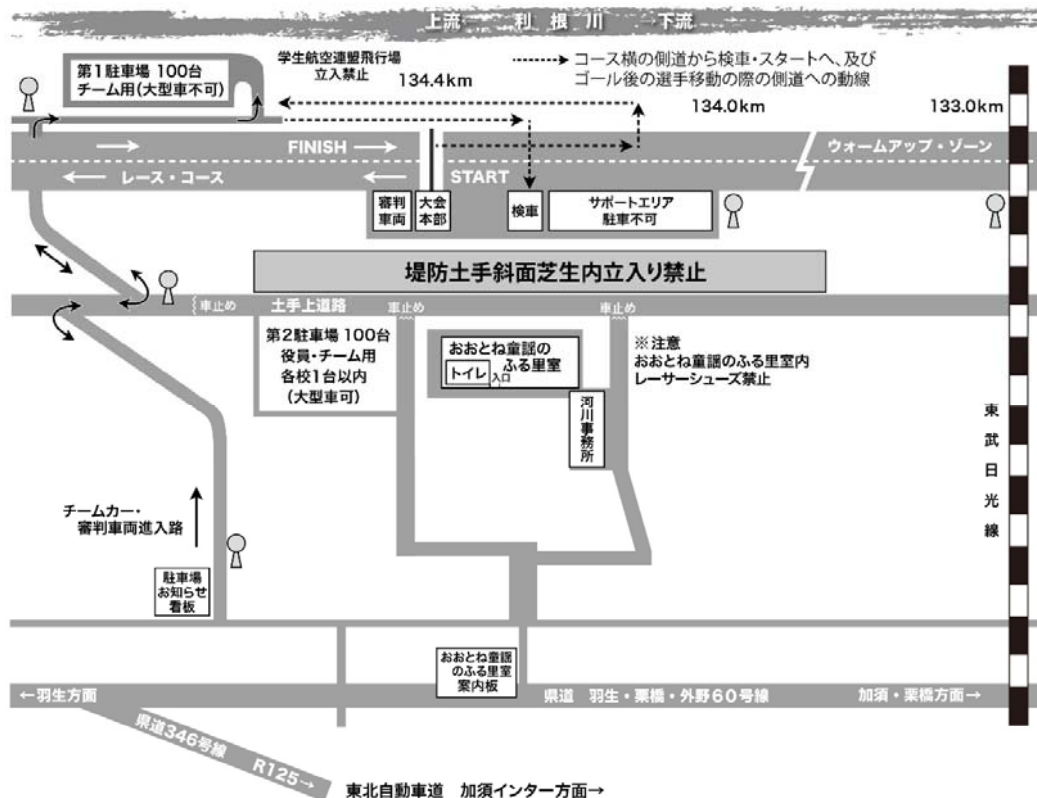 上流← 利根川 →下流
第1駐車場 100台
チーム用(大型車不可)
学生航空連盟飛行場
立入禁止
コース横の側道から検車・スタートへ、及び
ゴール後の選手移動の際の側道への動線
134.4km
134.0km
133.0km
FINISH
ウォームアップ・ゾーン
レース・コース
START
審判
車両
大会
本部
検車
サポートエリア
駐車不可
堤防土手斜面芝生内立入り禁止
車止め
土手上道路
車止め
車止め
第2駐車場 100台
役員・チーム用
各校1台以内
(大型車可)
おおとね童謡の
ふる里室
トイレ
入口
※注意
おおとね童謡のふる里室内
レーサーシューズ禁止
河川事務所
東武日光線
チームカー・
審判車両進入路
駐車場
お知らせ
看板
おおとね童謡
のふる里室
案内板
←羽生方面
県道 羽生・栗橋・外野60号線
加須・栗橋方面→
県道346号線 R125→
東北自動車道 加須インター方面→